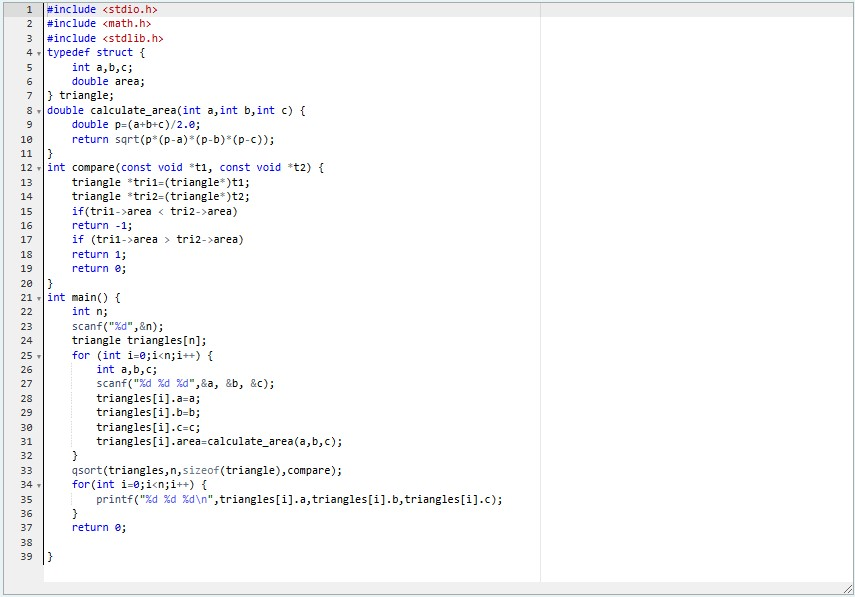 1 #include <stdio.h>
2 #include <math.h>
3 #include <stdlib.h>
4 typedef struct {
5     int a,b,c;
6     double area;
7 } triangle;
8 double calculate_area(int a,int b,int c) {
9     double p=(a+b+c)/2.0;
10     return sqrt(p*(p-a)*(p-b)*(p-c));
11 }
12 int compare(const void *t1, const void *t2) {
13     triangle *tri1=(triangle*)t1;
14     triangle *tri2=(triangle*)t2;
15     if(tri1->area < tri2->area)
16     return -1;
17     if (tri1->area > tri2->area)
18     return 1;
19     return 0;
20 }
21 int main() {
22     int n;
23     scanf("%d",&n);
24     triangle triangles[n];
25     for (int i=0;i<n;i++) {
26         int a,b,c;
27         scanf("%d %d %d",&a, &b, &c);
28         triangles[i].a=a;
29         triangles[i].b=b;
30         triangles[i].c=c;
31         triangles[i].area=calculate_area(a,b,c);
32     }
33     qsort(triangles,n,sizeof(triangle),compare);
34     for(int i=0;i<n;i++) {
35         printf("%d %d %d\n",triangles[i].a,triangles[i].b,triangles[i].c);
36     }
37     return 0;
38
39 }